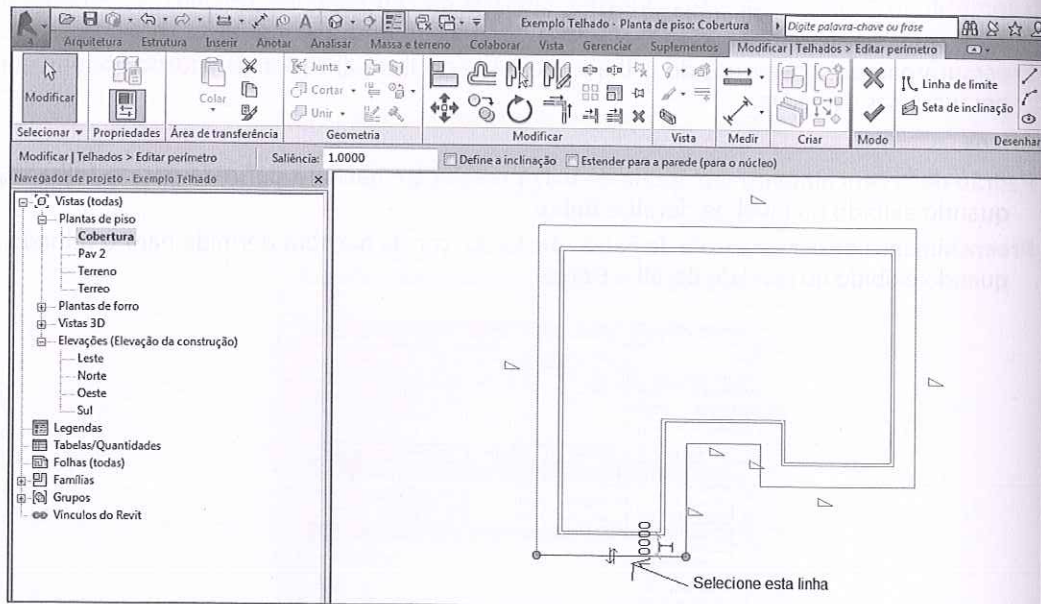 Exemplo Telhado - Planta de piso: Cobertura
Digite palavra-chave ou frase
Arquitetura Estrutura Inserir Anotar Analisar Massa e terreno Colaborar Vista Gerenciar Suplementos Modificar | Telhados > Editar perímetro
Modificar
Colar
Junta
Cortar
Unir
Linha de limite
Seta de inclinação
Selecionar Propriedades Área de transferência Geometria Modificar Vista Medir Criar Modo Desenhar
Modificar | Telhados > Editar perímetro Saliência: 1.0000 Define a inclinação Estender para a parede (para o núcleo)
Navegador de projeto - Exemplo Telhado
Vistas (todas)
Plantas de piso
Cobertura
Pav 2
Terreno
Terreo
Plantas de forro
Vistas 3D
Elevações (Elevação da construção)
Leste
Norte
Oeste
Sul
Legendas
Tabelas/Quantidades
Folhas (todas)
Famílias
Grupos
Vínculos do Revit
Selecione esta linha